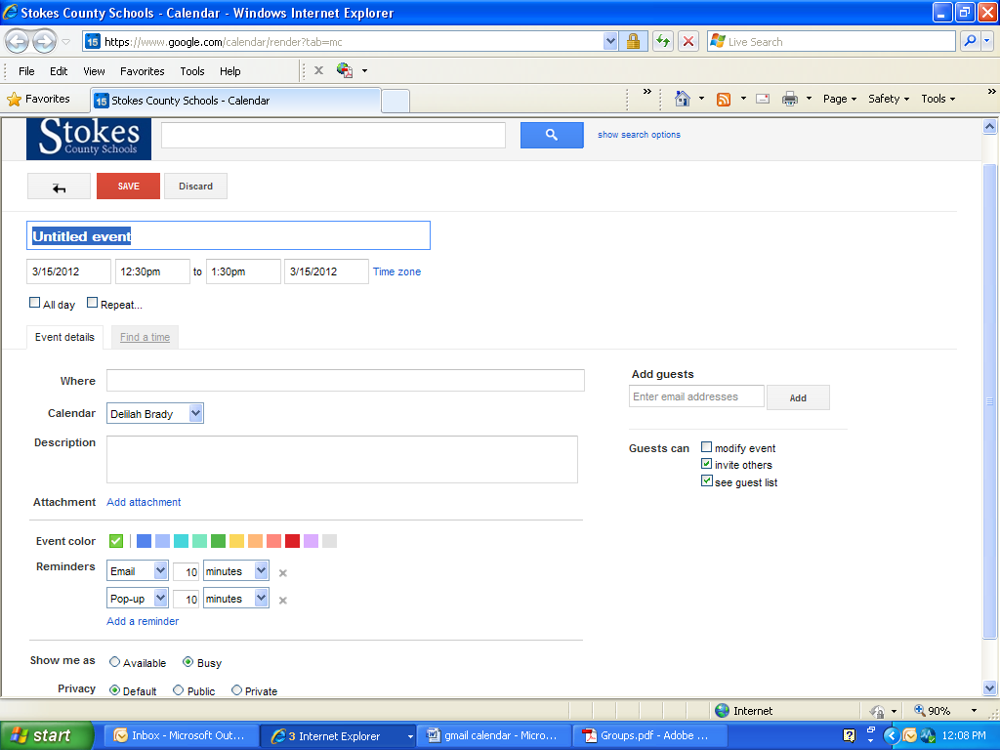 Stokes County Schools - Calendar - Windows Internet Explorer
15 https://www.google.com/calendar/render?tab=mc Live Search
File Edit View Favorites Tools Help
Favorites 15 Stokes County Schools - Calendar Page Safety Tools
Stokes
County Schools
show search options
SAVE Discard
Untitled event
3/15/2012 12:30pm to 1:30pm 3/15/2012 Time zone
All day Repeat...
Event details Find a time
Where
Calendar Delilah Brady
Description
Attachment Add attachment
Event color
Reminders Email 10 minutes
Pop-up 10 minutes
Add a reminder
Show me as Available Busy
Privacy Default Public Private
Add guests
Enter email addresses Add
Guests can modify event
invite others
see guest list
Internet 90%
start Inbox - Microsoft Out... 3 Internet Explorer gmail calendar - Micro... Groups.pdf - Adobe ... 12:08 PM